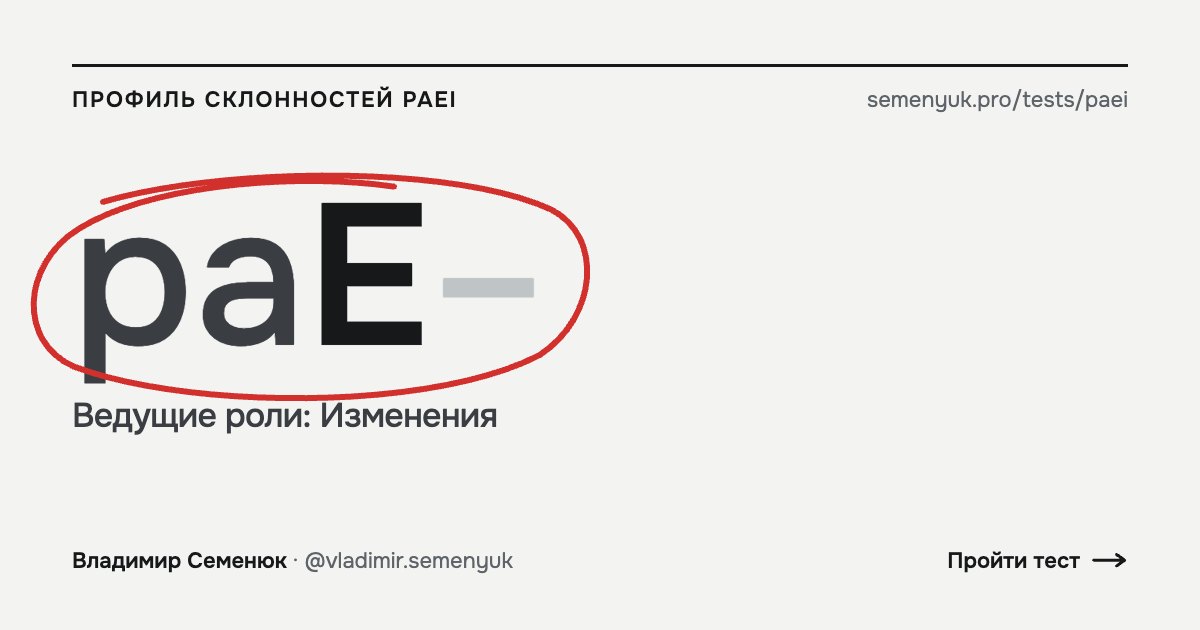 ПРОФИЛЬ СКЛОННОСТЕЙ PAEI
semenyuk.pro/tests/paei
paE–
Ведущие роли: Изменения
Владимир Семенюк · @vladimir.semenyuk
Пройти тест →